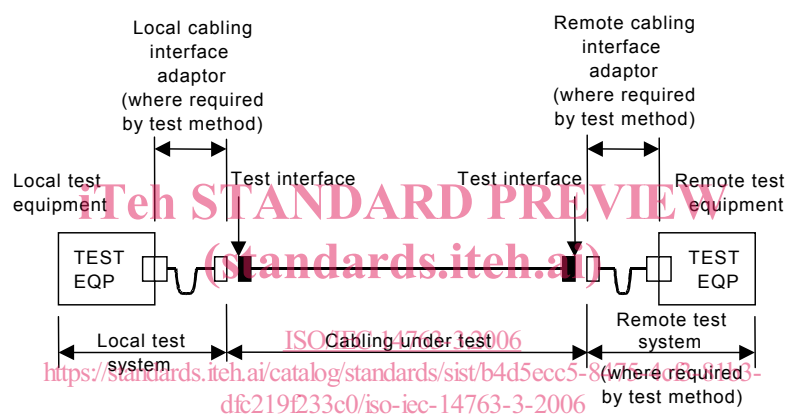 Local cabling
interface
adaptor
(where required
by test method)
Remote cabling
interface
adaptor
(where required
by test method)
Local test
equipment
Test interface
Test interface
Remote test
equipment
iTeh STANDARD PREVIEW
(standards.iteh.ai)
TEST
EQP
TEST
EQP
Local test
system
Cabling under test
Remote test
system
(where required
by test method)
ISO/IEC 14763-3:2006
https://standards.iteh.ai/catalog/standards/sist/b4d5ecc5-
dfc219f233c0/iso-iec-14763-3-2006